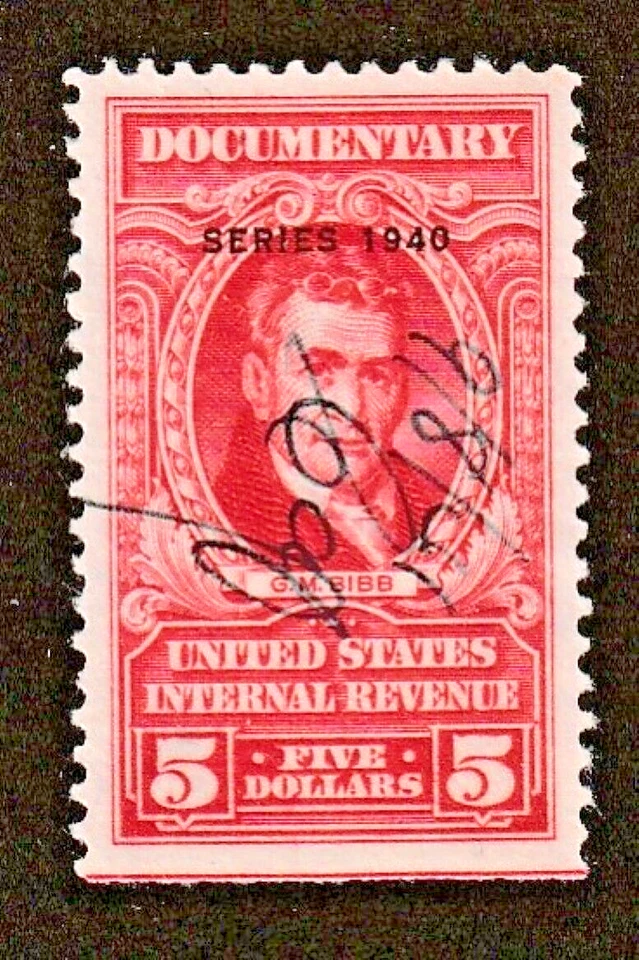 DOCUMENTARY
SERIES 1940
G.M. BIBB
UNITED STATES
INTERNAL REVENUE
5 · FIVE · 5
DOLLARS